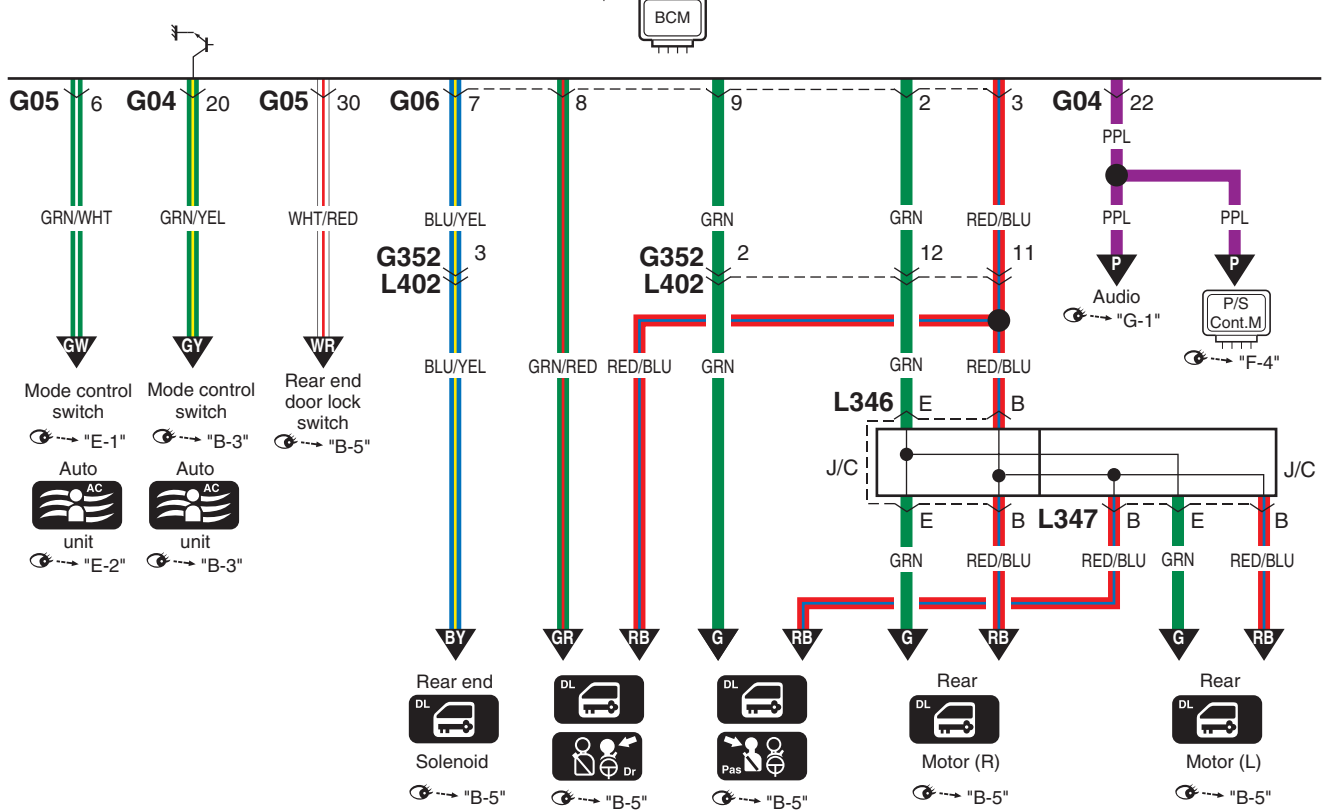 BCM
G05 6 G04 20 G05 30 G06 7 8 9 2 3 G04 22
PPL
GRN/WHT GRN/YEL WHT/RED BLU/YEL GRN GRN RED/BLU PPL PPL
G352 3 G352 2 12 11
L402 L402
P P
Audio P/S
Cont.M
"G-1"
"F-4"
GW GY WR
BLU/YEL GRN/RED RED/BLU GRN GRN RED/BLU
Mode control
switch
"E-1"
Auto
AC
unit
"E-2"
Mode control
switch
"B-3"
Auto
AC
unit
"B-3"
Rear end
door lock
switch
"B-5"
L346 E B
J/C J/C
E B L347 B E B
GRN RED/BLU RED/BLU GRN RED/BLU
BY GR RB G RB G RB G RB
Rear end
DL
Solenoid
"B-5"
DL
Dr
"B-5"
DL
Pas
"B-5"
Rear
DL
Motor (R)
"B-5"
Rear
DL
Motor (L)
"B-5"